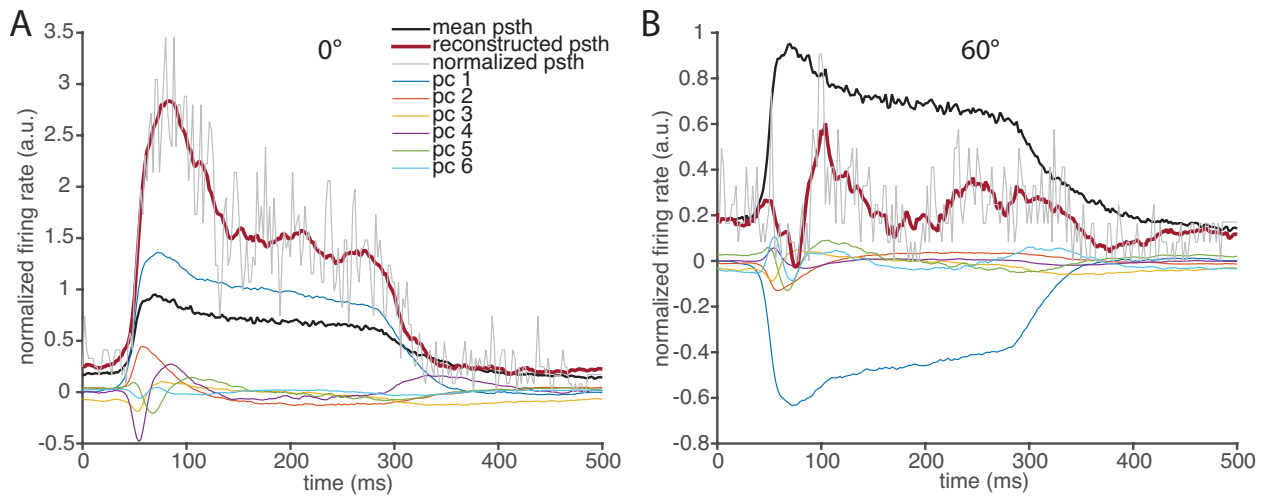 A
0°
mean psth
reconstructed psth
normalized psth
pc 1
pc 2
pc 3
pc 4
pc 5
pc 6
normalized firing rate (a.u.)
3.5
3
2.5
2
1.5
1
0.5
0
-0.5
0 100 200 300 400 500
time (ms)
B
60°
normalized firing rate (a.u.)
1
0.8
0.6
0.4
0.2
0
-0.2
-0.4
-0.6
-0.8
0 100 200 300 400 500
time (ms)